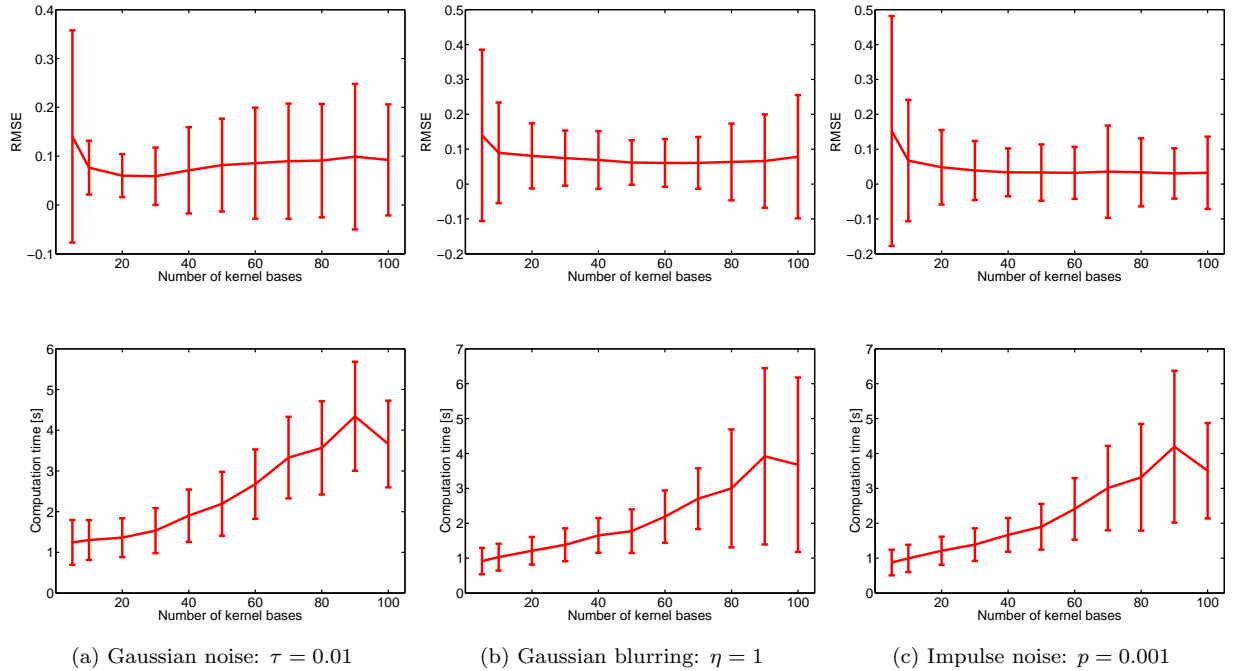 0.4
0.3
0.2
0.1
0
−0.1
RMSE
20 40 60 80 100
Number of kernel bases
0.5
0.4
0.3
0.2
0.1
0
−0.1
−0.2
RMSE
20 40 60 80 100
Number of kernel bases
0.5
0.4
0.3
0.2
0.1
0
−0.1
−0.2
RMSE
20 40 60 80 100
Number of kernel bases
6
5
4
3
2
1
0
Computation time [s]
20 40 60 80 100
Number of kernel bases
7
6
5
4
3
2
1
0
Computation time [s]
20 40 60 80 100
Number of kernel bases
7
6
5
4
3
2
1
0
Computation time [s]
20 40 60 80 100
Number of kernel bases
(a) Gaussian noise: τ = 0.01
(b) Gaussian blurring: η = 1
(c) Impulse noise: p = 0.001